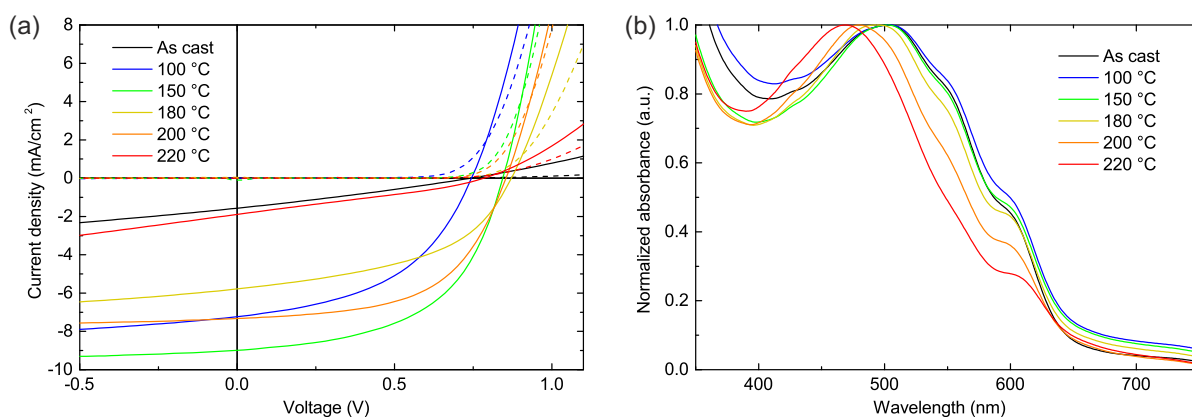 (a)
8
6
4
2
0
-2
-4
-6
-8
-10
Current density (mA/cm²)
As cast
100 °C
150 °C
180 °C
200 °C
220 °C
-0.5
0.0
0.5
1.0
Voltage (V)
(b)
1.0
0.8
0.6
0.4
0.2
0.0
Normalized absorbance (a.u.)
As cast
100 °C
150 °C
180 °C
200 °C
220 °C
400
500
600
700
Wavelength (nm)